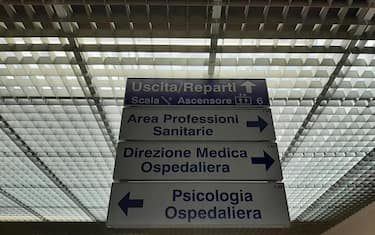 Uscita/Reparti
Scala Ascensore 6
Area Professioni
Sanitarie
Direzione Medica
Ospedaliera
Psicologia
Ospedaliera